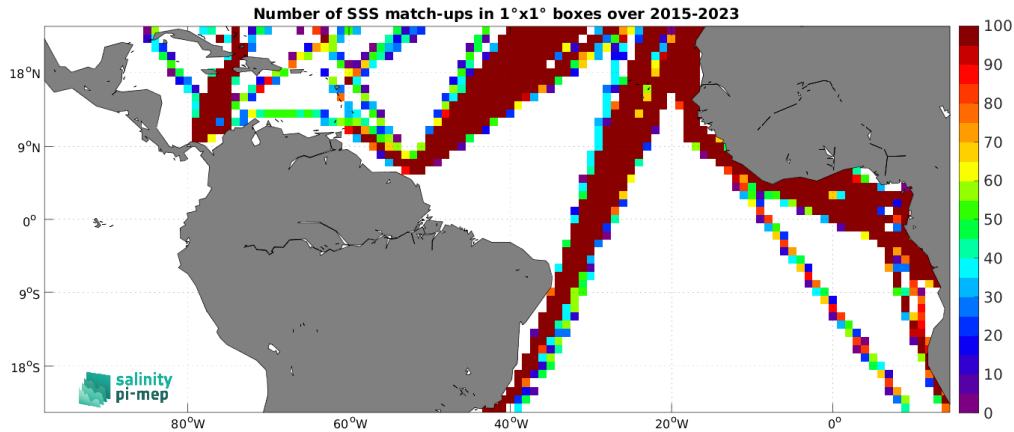 Number of SSS match-ups in 1°x1° boxes over 2015-2023
18°N
9°N
0°
9°S
18°S
80°W
60°W
40°W
20°W
0°
100
90
80
70
60
50
40
30
20
10
0
salinity
pi-mep